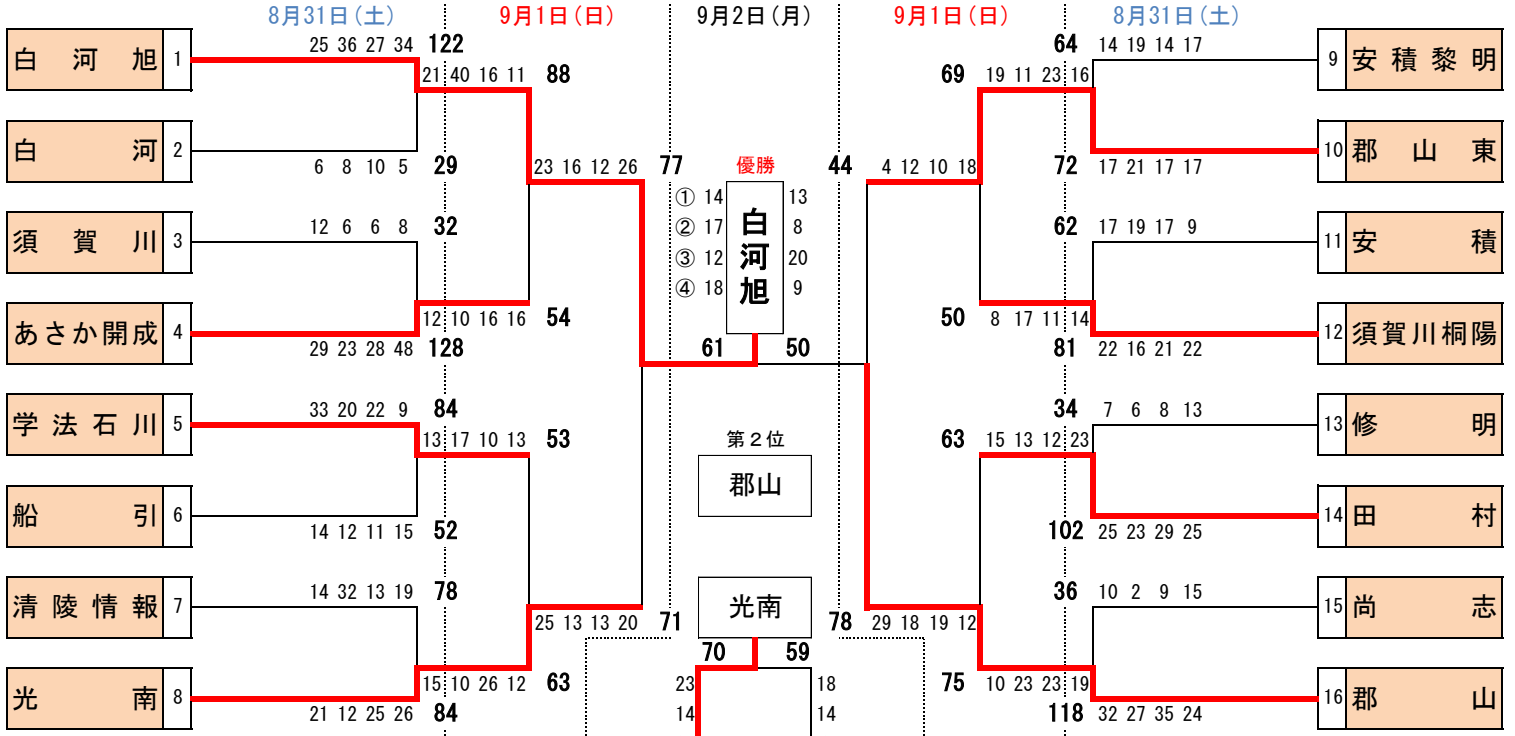 8月31日(土) 9月1日(日) 9月2日(月) 9月1日(日) 8月31日(土)
白河旭 1 25 36 27 34 122 64 14 19 14 17 9 安積黎明
21 40 16 11 88 69 19 11 23 16
白河 2 6 8 10 5 29 72 17 21 17 17 10 郡山東
23 16 12 26 77 優勝 44 4 12 10 18
① 14 13
② 17 8
③ 12 20
④ 18 9
白河旭
須賀川 3 12 6 6 8 32 62 17 19 17 9 11 安積
12 10 16 16 54 50 8 17 11 14
あさか開成 4 29 23 28 48 128 81 22 16 21 22 12 須賀川桐陽
61 50
学法石川 5 33 20 22 9 84 34 7 6 8 13 13 修明
13 17 10 13 53 第2位 63 15 13 12 23
郡山
船引 6 14 12 11 15 52 102 25 23 29 25 14 田村
清陵情報 7 14 32 13 19 78 光南 36 10 2 9 15 15 尚志
25 13 13 20 71 78 29 18 19 12
70 59
15 10 26 12 63 23 18 75 10 23 23 19
光南 8 21 12 25 26 84 14 14 118 32 27 35 24 16 郡山